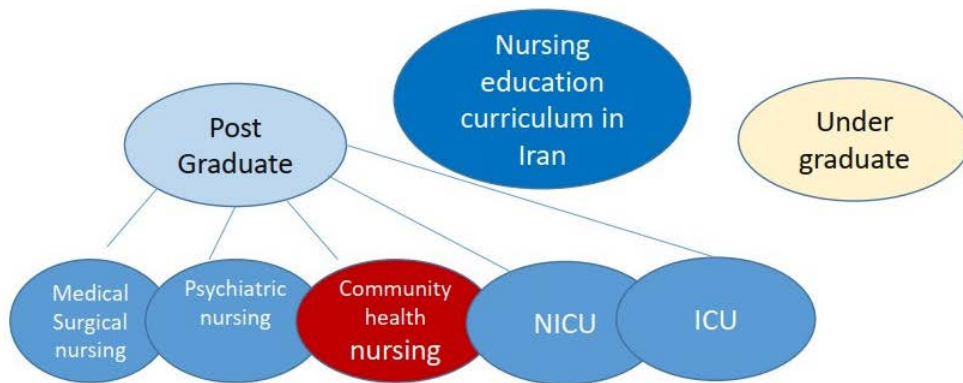 Nursing
education
curriculum in
Iran
Post
Graduate
Under
graduate
Medical
Surgical
nursing
Psychiatric
nursing
Community
health
nursing
NICU
ICU